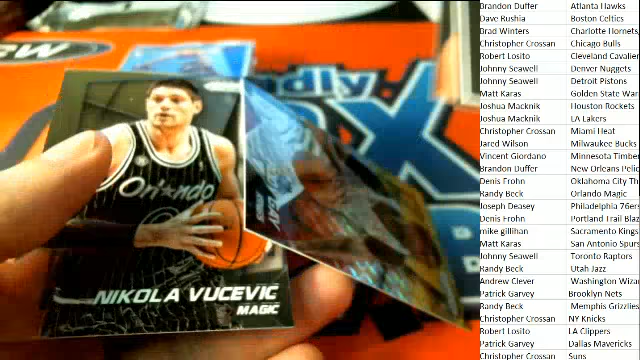 Orlando
NIKOLA VUCEVIC
MAGIC
Brandon Duffer Atlanta Hawks
Dave Rushia Boston Celtics
Brad Winters Charlotte Hornets,
Christopher Crossan Chicago Bulls
Robert Losito Cleveland Cavalier
Johnny Seawell Denver Nuggets
Johnny Seawell Detroit Pistons
Matt Karas Golden State War
Joshua Macknik Houston Rockets
Joshua Macknik LA Lakers
Christopher Crossan Miami Heat
Jared Wilson Milwaukee Bucks
Vincent Giordano Minnesota Timber
Brandon Duffer New Orleans Pelic
Denis Frohn Oklahoma City Th
Randy Beck Orlando Magic
Joseph Deasey Philadelphia 76ers
Denis Frohn Portland Trail Blaz
mike gillihan Sacramento Kings
Matt Karas San Antonio Spurs
Johnny Seawell Toronto Raptors
Randy Beck Utah Jazz
Andrew Clever Washington Wizar
Patrick Garvey Brooklyn Nets
Randy Beck Memphis Grizzlies
Christopher Crossan NY Knicks
Robert Losito LA Clippers
Patrick Garvey Dallas Mavericks
Christopher Crossan Suns